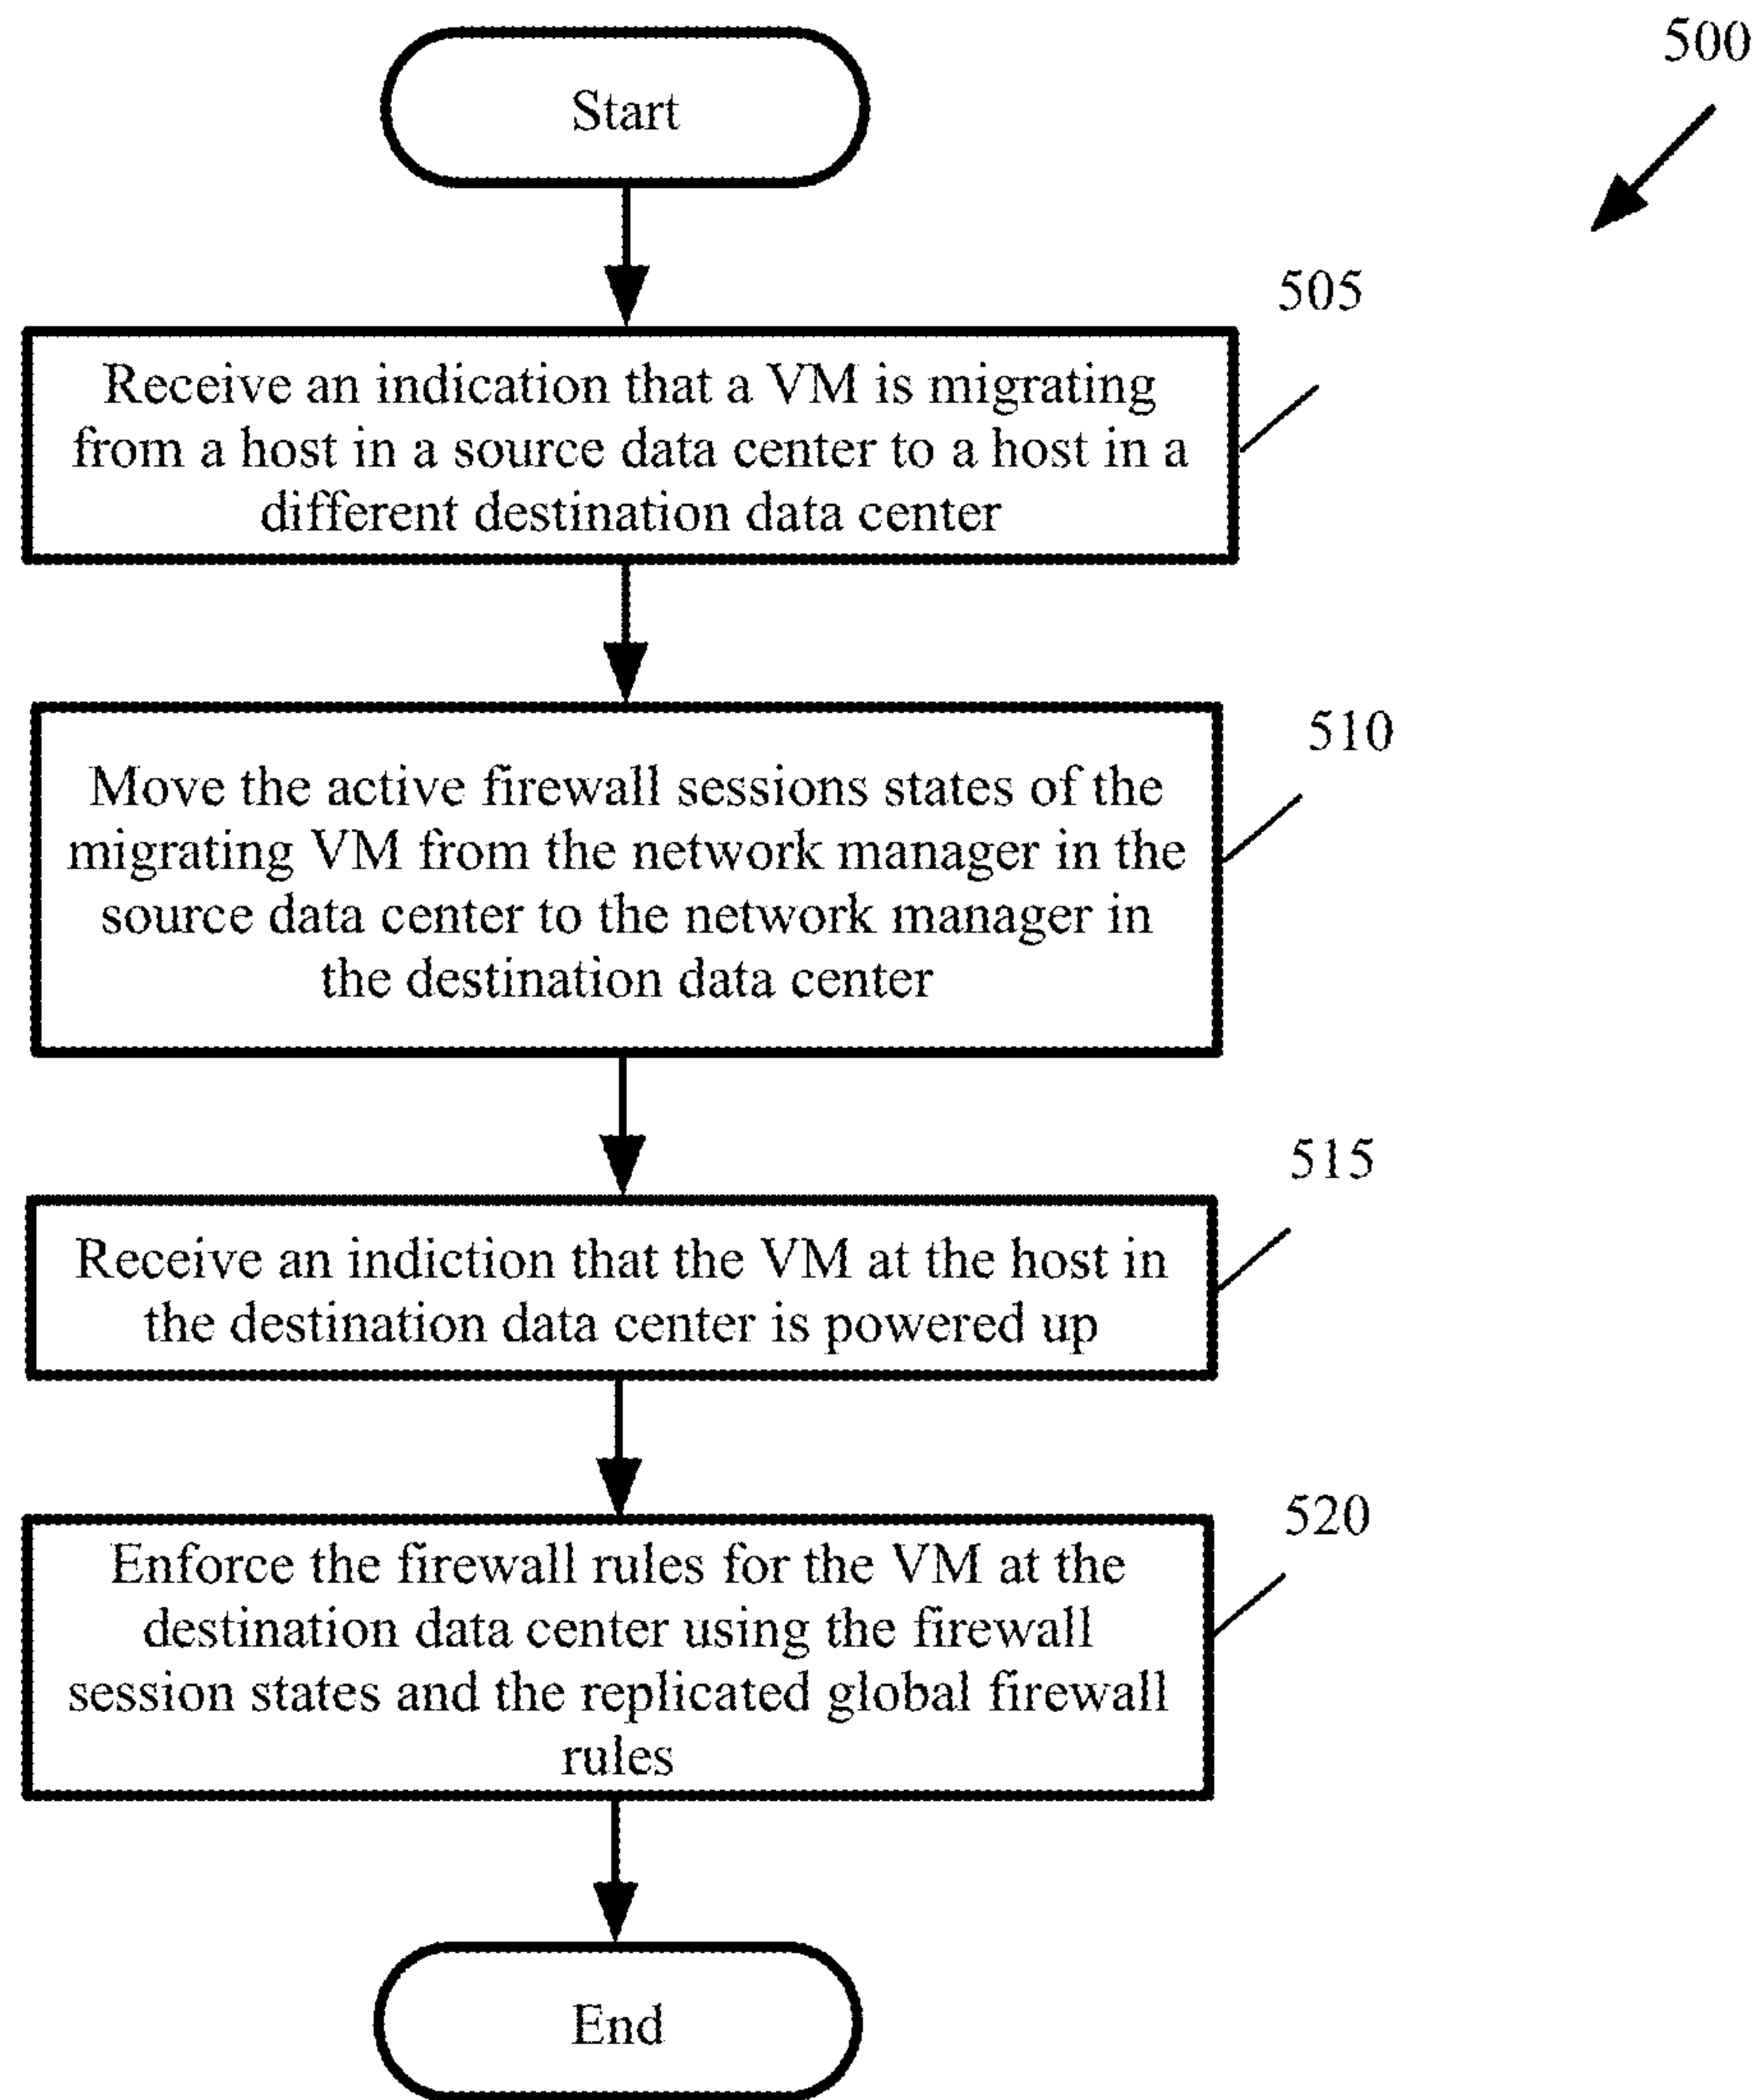 500
Start
505
Receive an indication that a VM is migrating
from a host in a source data center to a host in a
different destination data center
510
Move the active firewall sessions states of the
migrating VM from the network manager in the
source data center to the network manager in
the destination data center
515
Receive an indiction that the VM at the host in
the destination data center is powered up
520
Enforce the firewall rules for the VM at the
destination data center using the firewall
session states and the replicated global firewall
rules
End